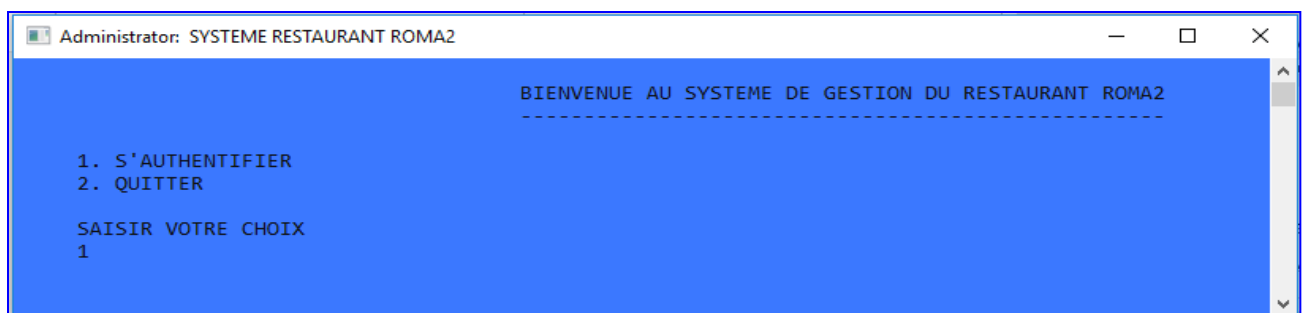 Administrator: SYSTEME RESTAURANT ROMA2
BIENVENUE AU SYSTEME DE GESTION DU RESTAURANT ROMA2
---------------------------------------------------
1. S'AUTHENTIFIER
2. QUITTER
SAISIR VOTRE CHOIX
1